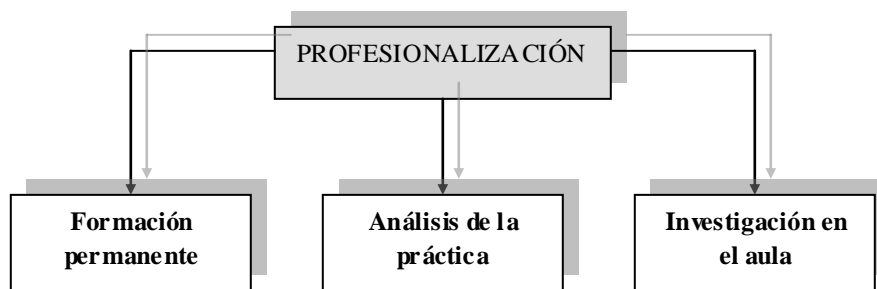 PROFESIONALIZACIÓN
Formación
permanente
Análisis de la
práctica
Investigación en
el aula